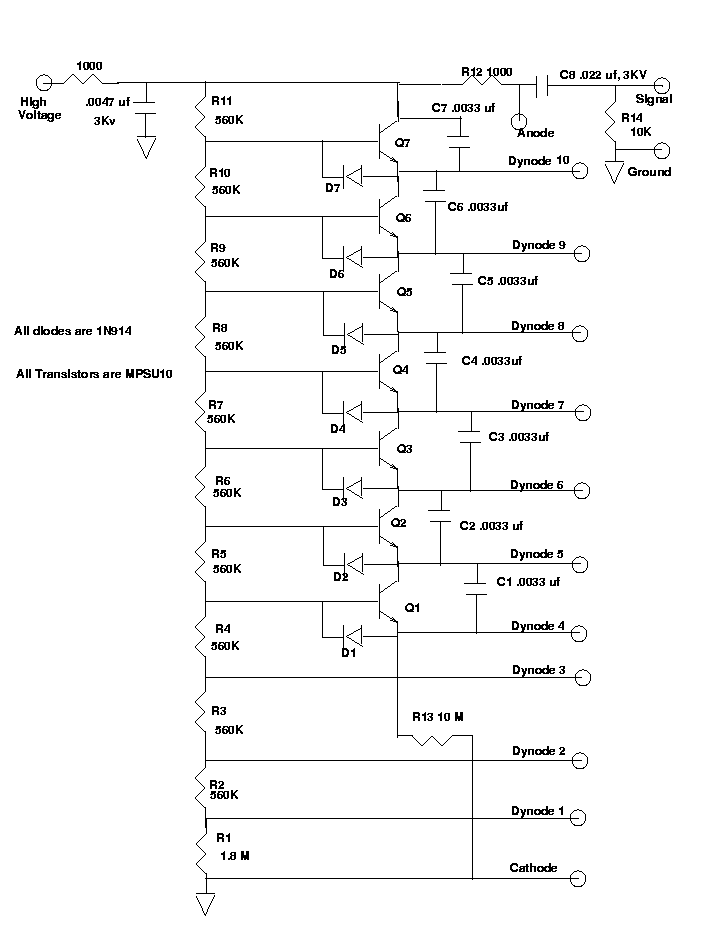 1000
R12 1000
C8 .022 uf, 3KV
High
Voltage
.0047 uf
3Kv
R11
560K
C7 .0033 uf
Signal
R14
10K
Anode
Q7
Dynode 10
Ground
R10
560K
D7
Q6
C6 .0033uf
Dynode 9
R9
560K
D6
Q5
C5 .0033uf
Dynode 8
All diodes are 1N914
R8
560K
D5
Q4
C4 .0033uf
All Transistors are MPSU10
Dynode 7
R7
560K
D4
Q3
C3 .0033uf
Dynode 6
R6
560K
D3
Q2
C2 .0033 uf
Dynode 5
R5
560K
D2
C1 .0033 uf
Q1
Dynode 4
R4
560K
D1
Dynode 3
R3
560K
R13 10 M
Dynode 2
R2
560K
Dynode 1
R1
1.8 M
Cathode